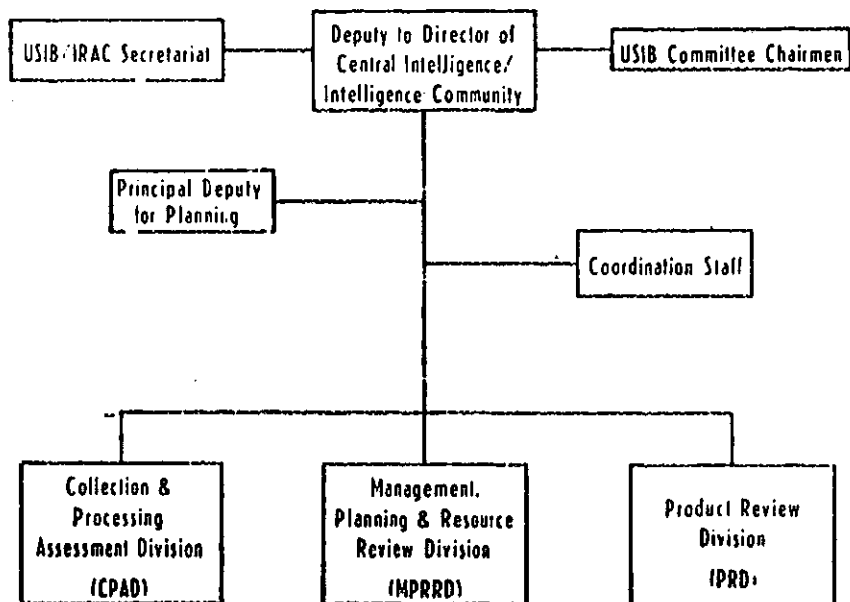 USIB/IRAC Secretariat
Deputy to Director of
Central Intelligence/
Intelligence Community
USIB Committee Chairmen
Principal Deputy
for Planning
Coordination Staff
Collection &
Processing
Assessment Division
(CPAD)
Management,
Planning & Resource
Review Division
(MPRRD)
Product Review
Division
(PRD)